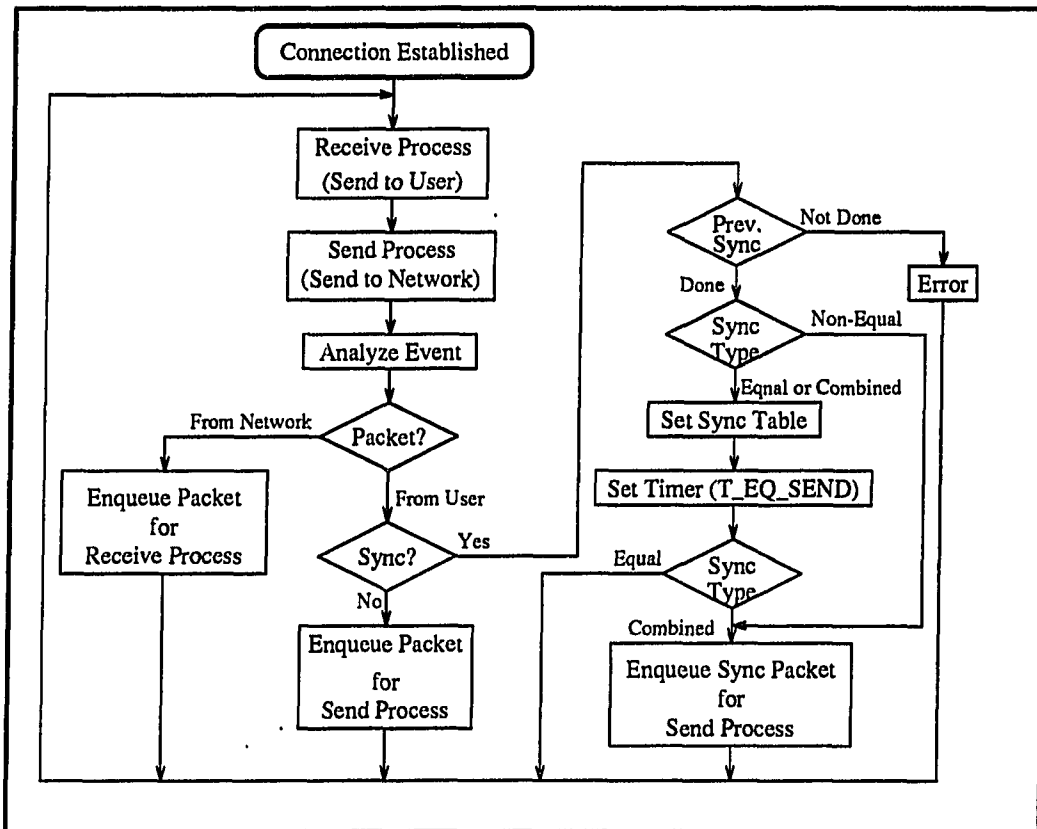 Connection Established
Receive Process
(Send to User)
Send Process
(Send to Network)
Analyze Event
Packet?
From Network
Enqueue Packet
for
Receive Process
From User
Sync?
Yes
No
Enqueue Packet
for
Send Process
Prev.
Sync
Not Done
Error
Done
Sync
Type
Non-Equal
Eqnal or Combined
Set Sync Table
Set Timer (T_EQ_SEND)
Sync
Type
Equal
Combined
Enqueue Sync Packet
for
Send Process